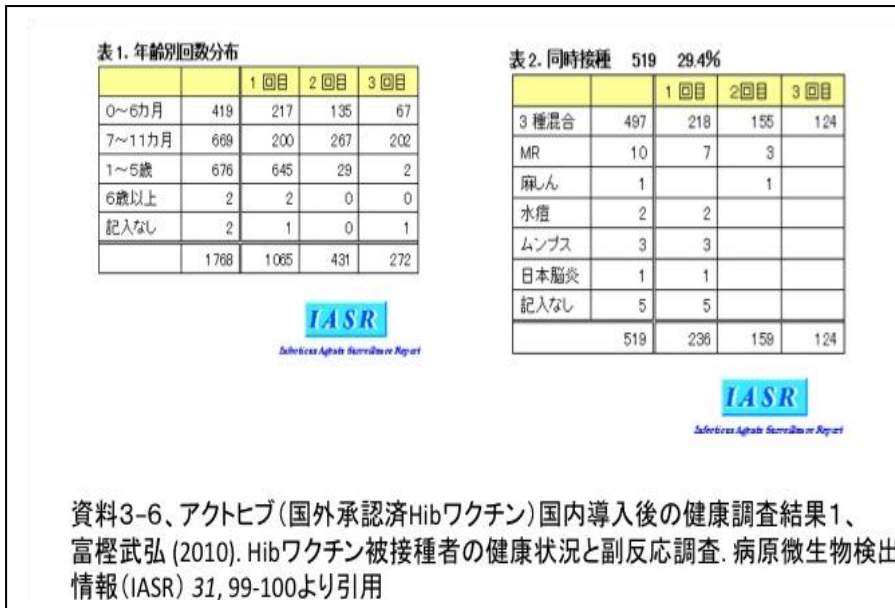 表1. 年齢別回数分布
1回目 2回目 3回目
0～6カ月 419 217 135 67
7～11カ月 669 200 267 202
1～5歳 676 645 29 2
6歳以上 2 2 0 0
記入なし 2 1 0 1
1768 1065 431 272
IASR
Infectious Agents Surveillance Report
表2. 同時接種 519 29.4%
1回目 2回目 3回目
3種混合 497 218 155 124
MR 10 7 3
麻しん 1 1
水痘 2 2
ムンプス 3 3
日本脳炎 1 1
記入なし 5 5
519 236 159 124
IASR
Infectious Agents Surveillance Report
資料3-6、アクトヒブ（国外承認済Hibワクチン）国内導入後の健康調査結果1、
富樫武弘 (2010). Hibワクチン被接種者の健康状況と副反応調査. 病原微生物検出
情報（IASR） 31, 99-100より引用